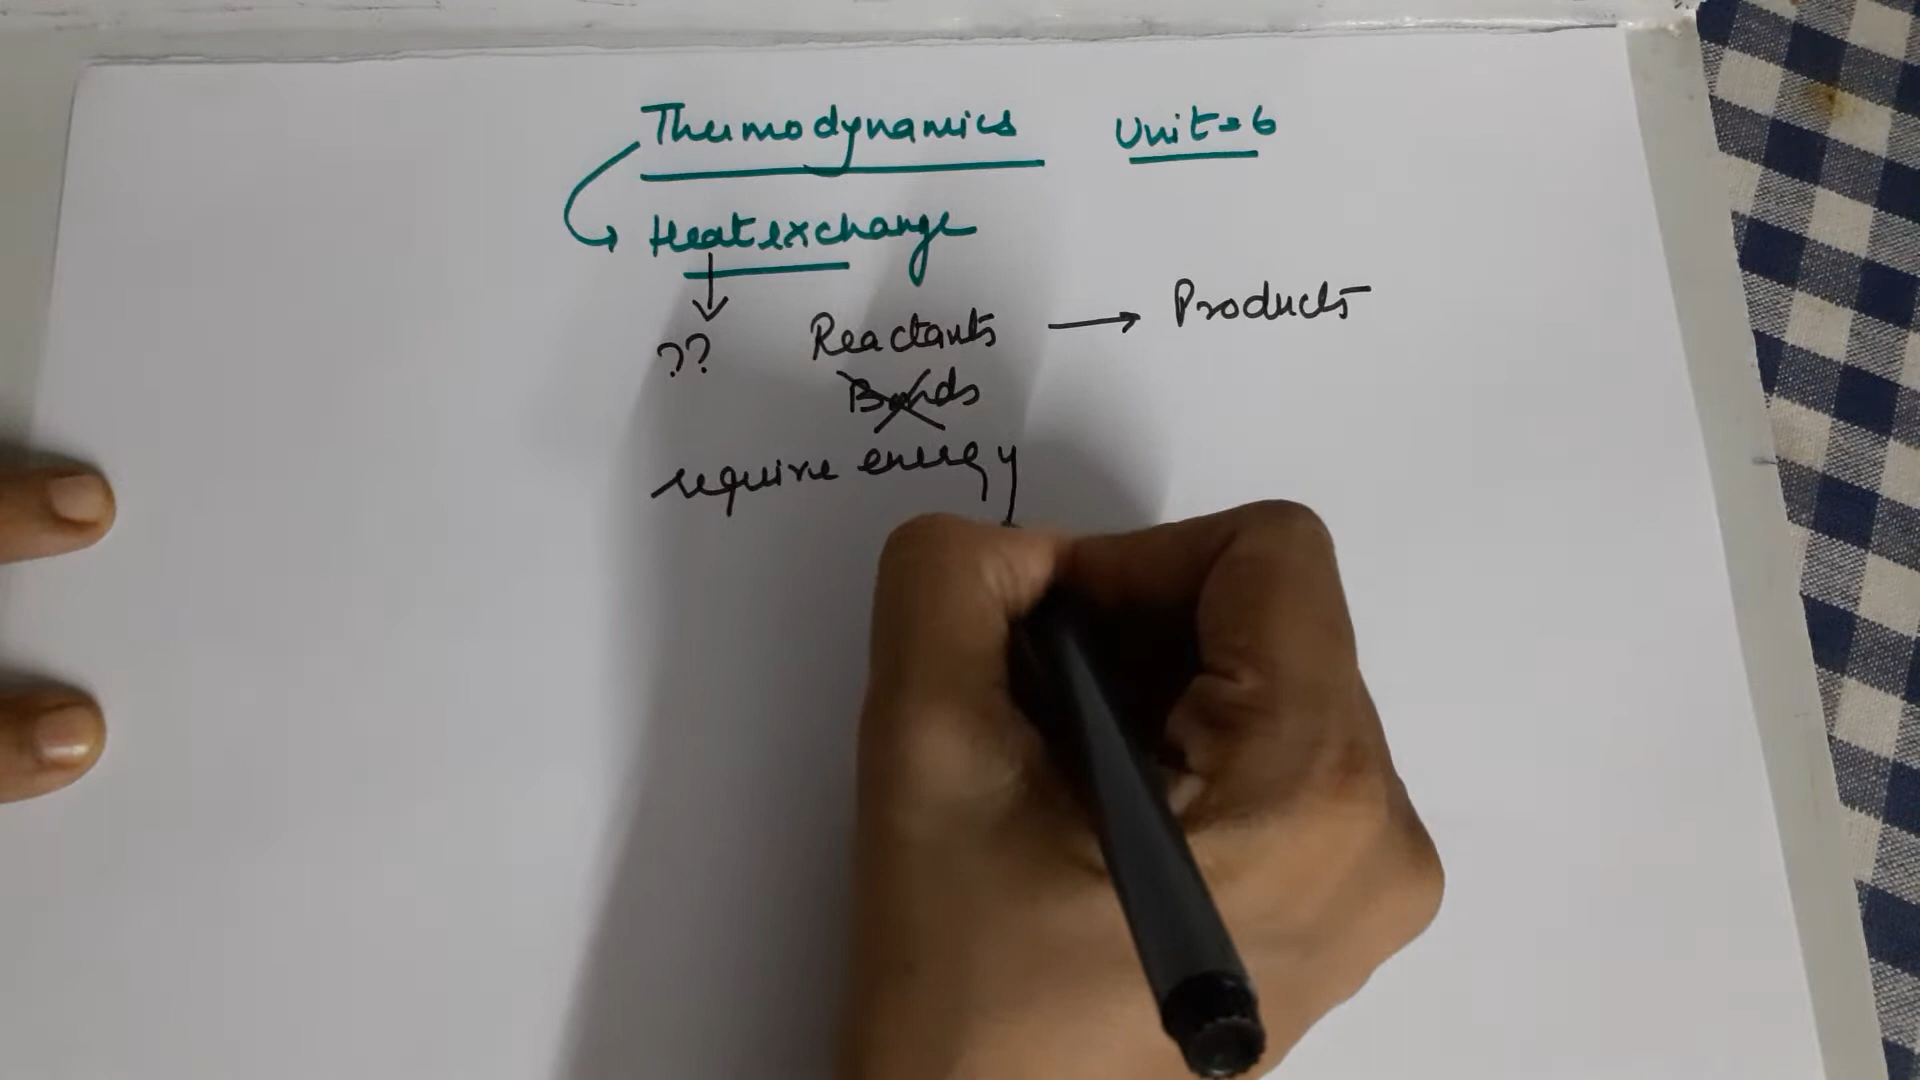 Thermodynamics Unit-6
Heat exchange
?? Reactants → Products
Bonds
require energy